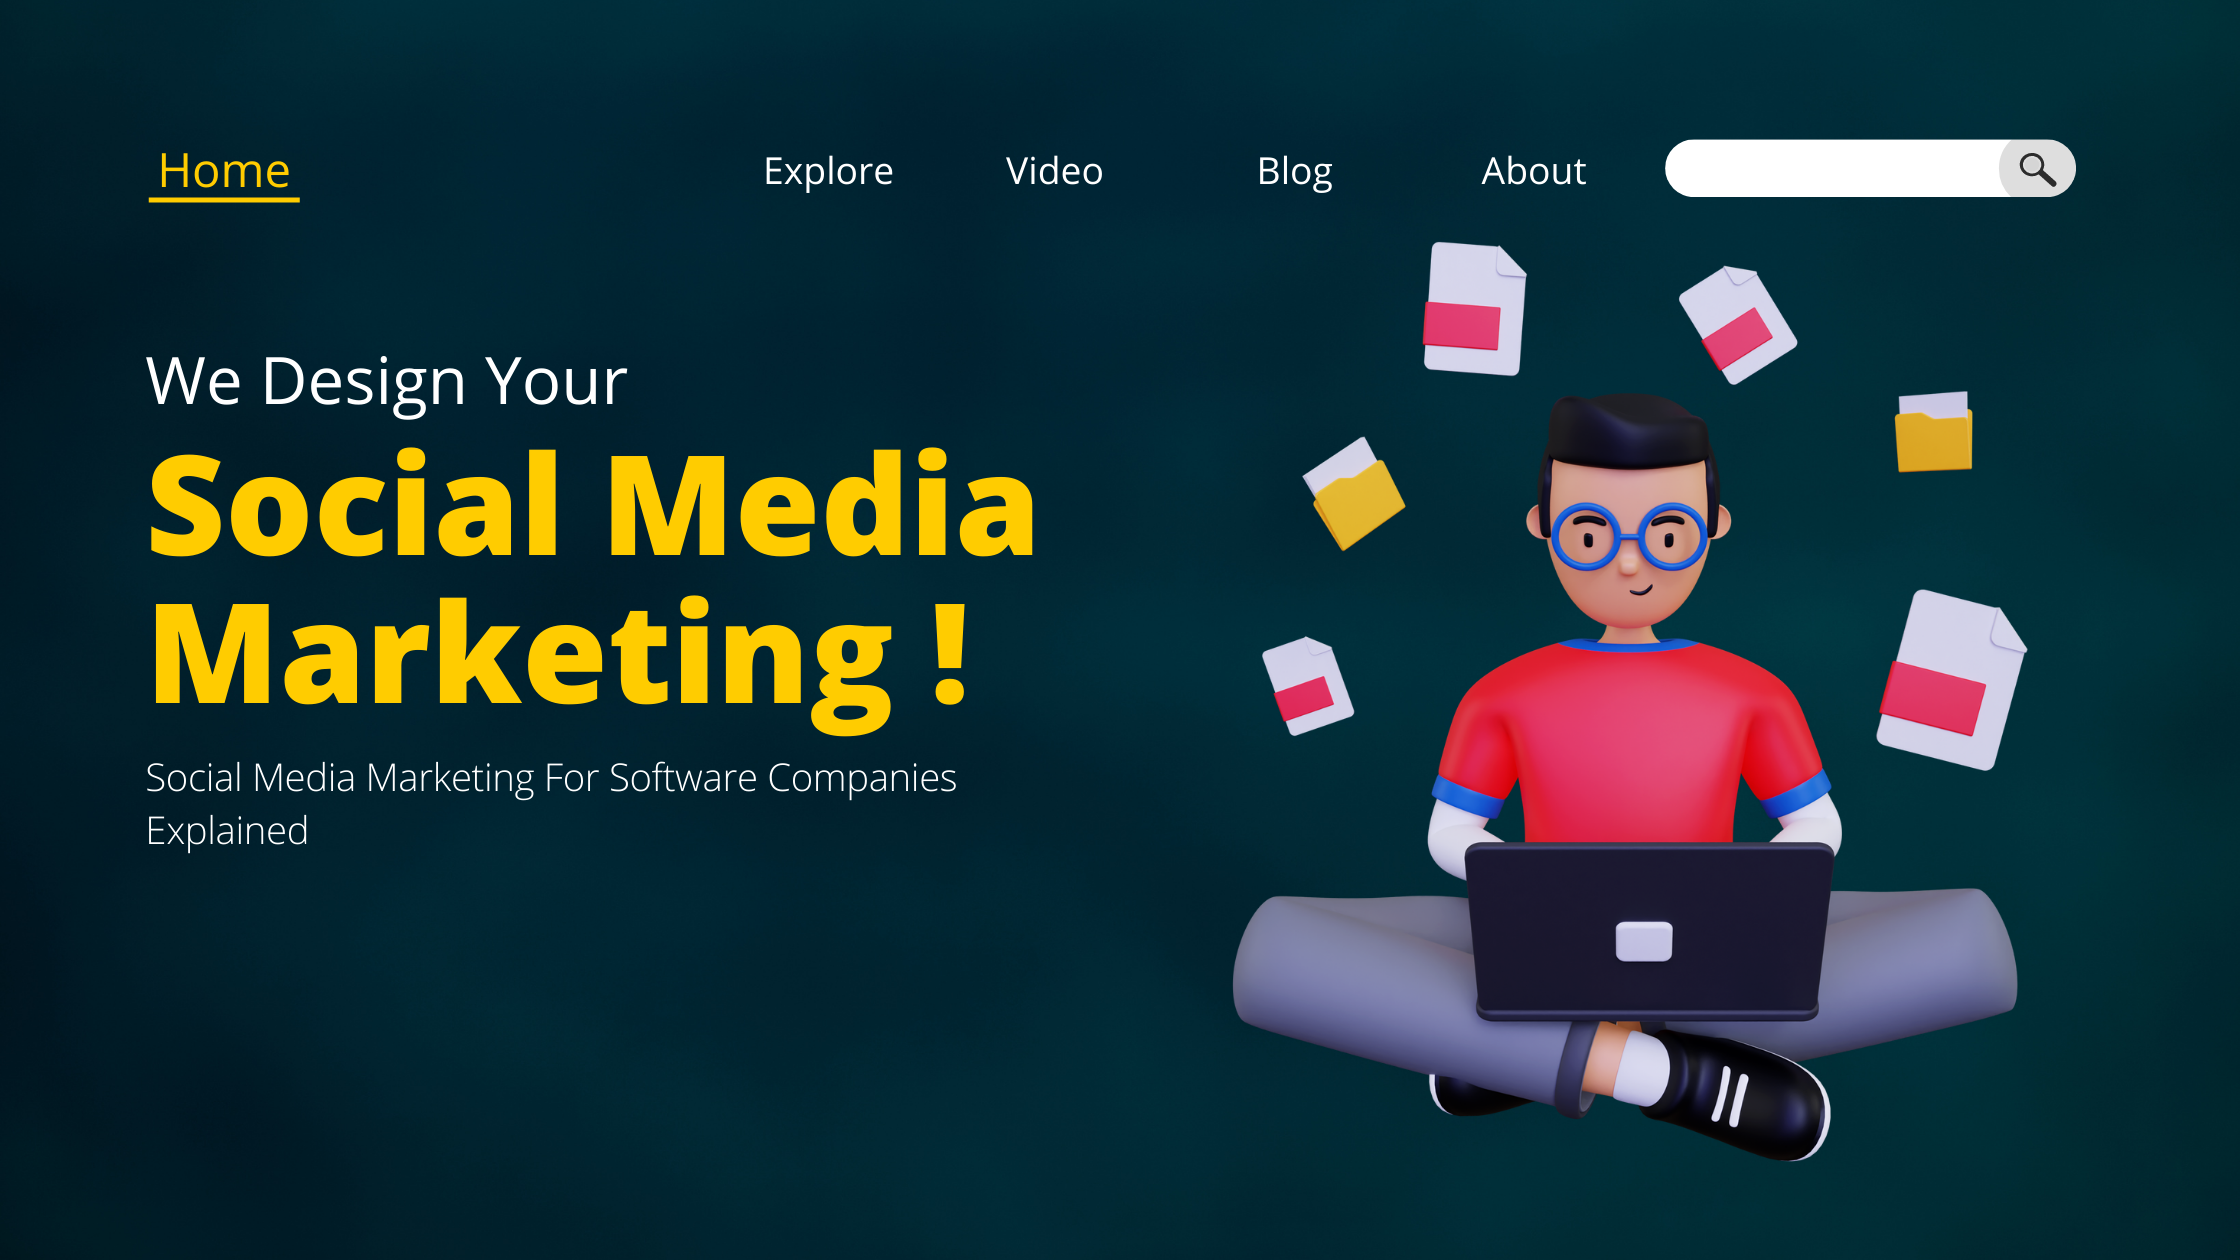 Home
Explore
Video
Blog
About
We Design Your
Social Media
Marketing !
Social Media Marketing For Software Companies
Explained